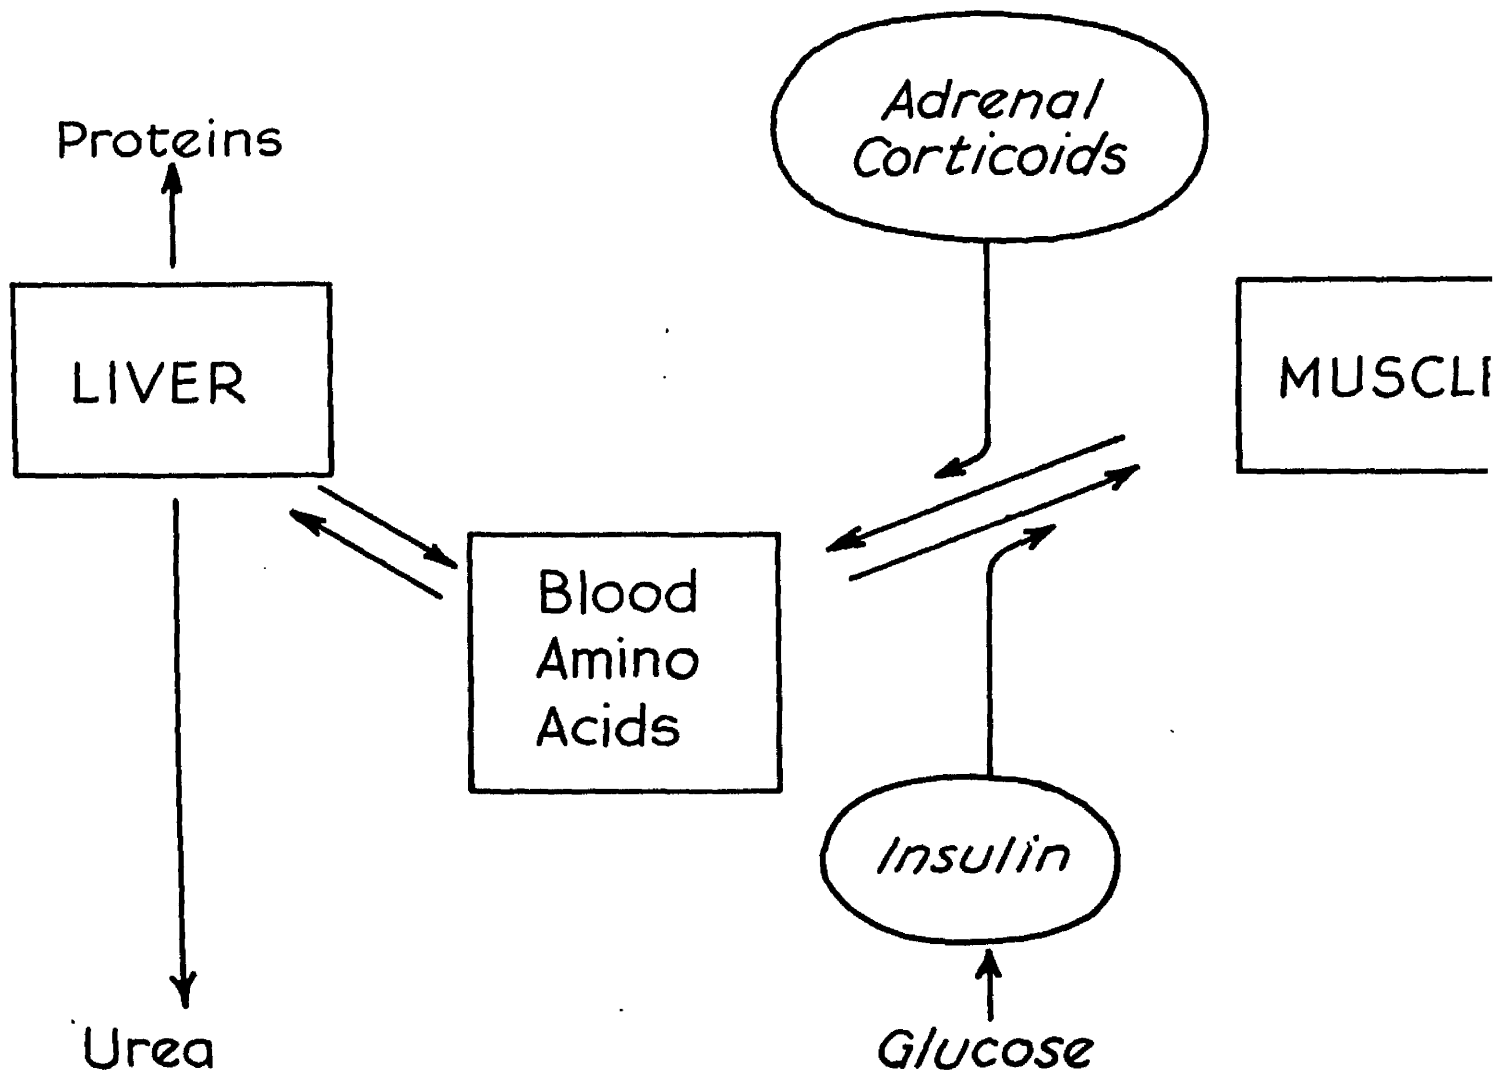 Adrenal
Corticoids
Proteins
LIVER
MUSCL
Blood
Amino
Acids
Insulin
Urea
Glucose